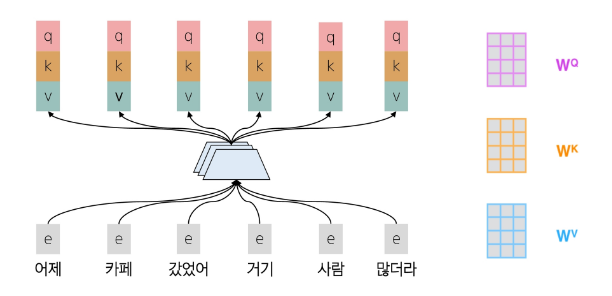 q q q q q q
k k k k k k
v v v v v v
e e e e e e
어제 카페 갔었어 거기 사람 많더라
W^Q
W^K
W^V